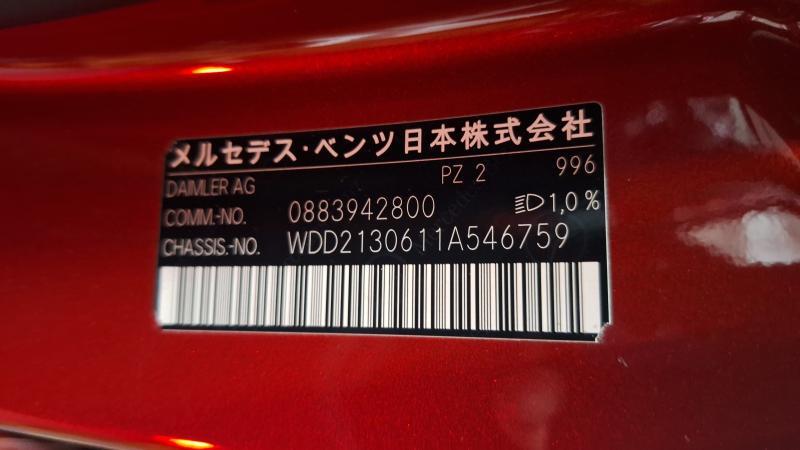 メルセデス・ベンツ日本株式会社
DAIMLER AG PZ 2 996
COMM.-NO. 0883942800 1,0 %
CHASSIS.-NO. WDD2130611A546759